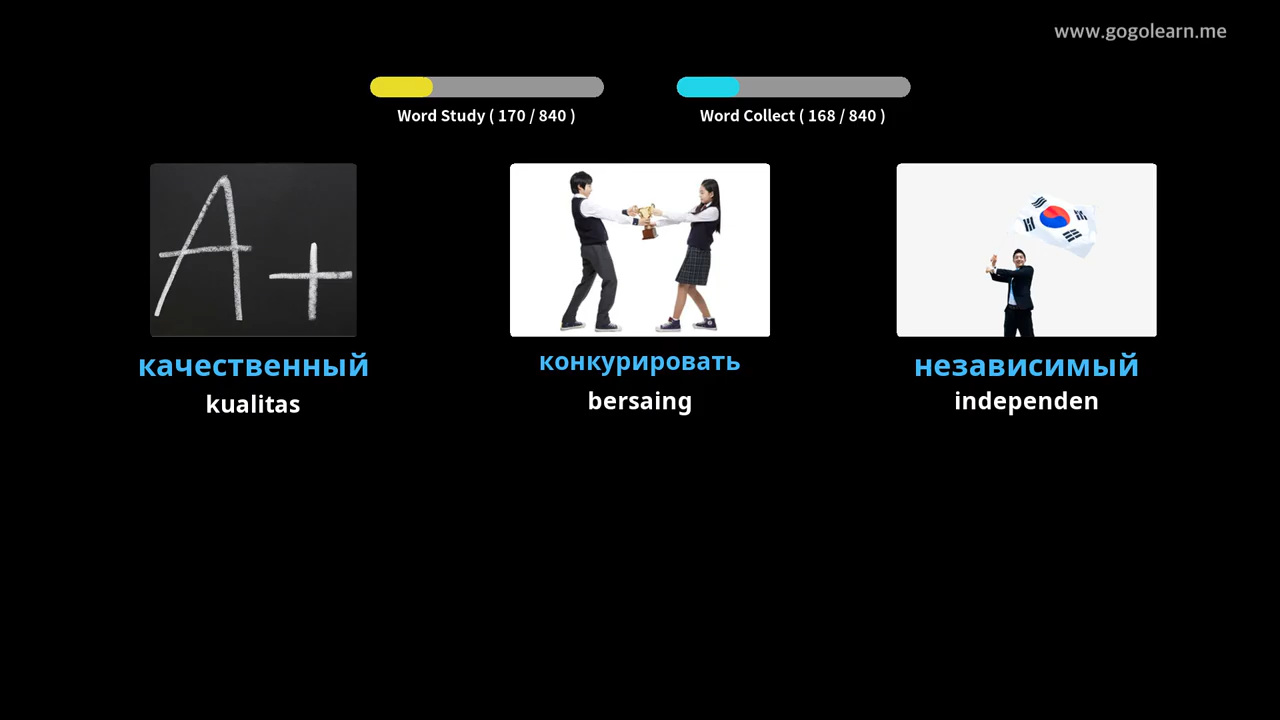 www.gogolearn.me
Word Study ( 170 / 840 )
Word Collect ( 168 / 840 )
A+
качественный
kualitas
конкурировать
bersaing
независимый
independen